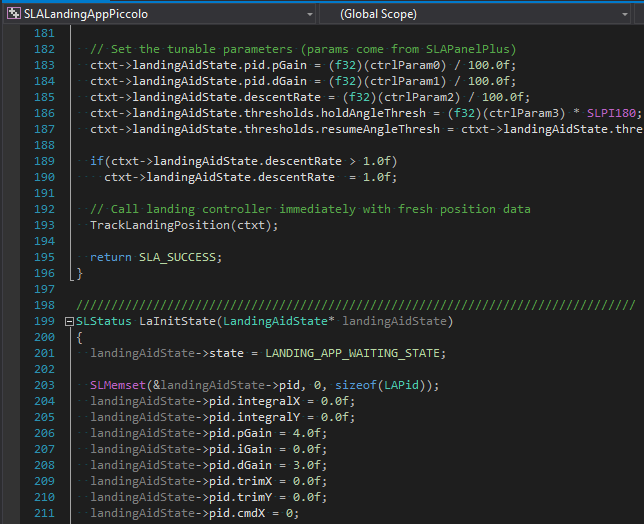 SLALandingAppPiccolo (Global Scope)
181
182 // Set the tunable parameters (params come from SLAPanelPlus)
183 ctxt->landingAidState.pid.pGain = (f32)(ctrlParam0) / 100.0f;
184 ctxt->landingAidState.pid.dGain = (f32)(ctrlParam1) / 100.0f;
185 ctxt->landingAidState.descentRate = (f32)(ctrlParam2) / 100.0f;
186 ctxt->landingAidState.thresholds.holdAngleThresh = (f32)(ctrlParam3) * SLPI180;
187 ctxt->landingAidState.thresholds.resumeAngleThresh = ctxt->landingAidState.thre
188
189 if(ctxt->landingAidState.descentRate > 1.0f)
190 ctxt->landingAidState.descentRate = 1.0f;
191
192 // Call landing controller immediately with fresh position data
193 TrackLandingPosition(ctxt);
194
195 return SLA_SUCCESS;
196 }
197
198 ////////////////////////////////////////////////////////////////////////////////
199 SLStatus LaInitState(LandingAidState* landingAidState)
200 {
201 landingAidState->state = LANDING_APP_WAITING_STATE;
202
203 SLMemset(&landingAidState->pid, 0, sizeof(LAPid));
204 landingAidState->pid.integralX = 0.0f;
205 landingAidState->pid.integralY = 0.0f;
206 landingAidState->pid.pGain = 4.0f;
207 landingAidState->pid.iGain = 0.0f;
208 landingAidState->pid.dGain = 3.0f;
209 landingAidState->pid.trimX = 0.0f;
210 landingAidState->pid.trimY = 0.0f;
211 landingAidState->pid.cmdX = 0;